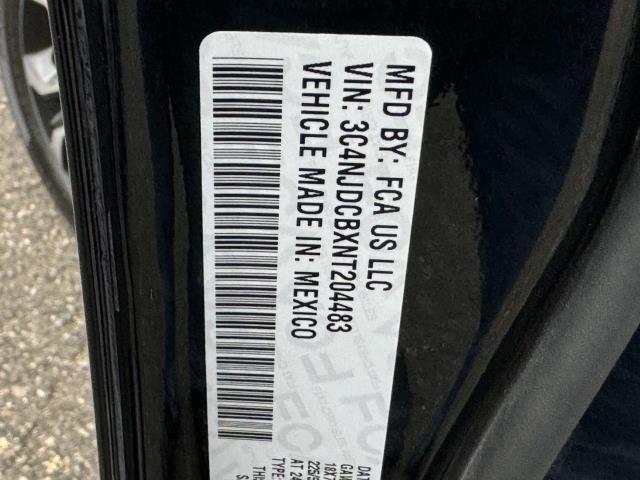 MFD BY: FCA US LLC
VIN: 3C4NJDCBXNT204483
VEHICLE MADE IN: MEXICO